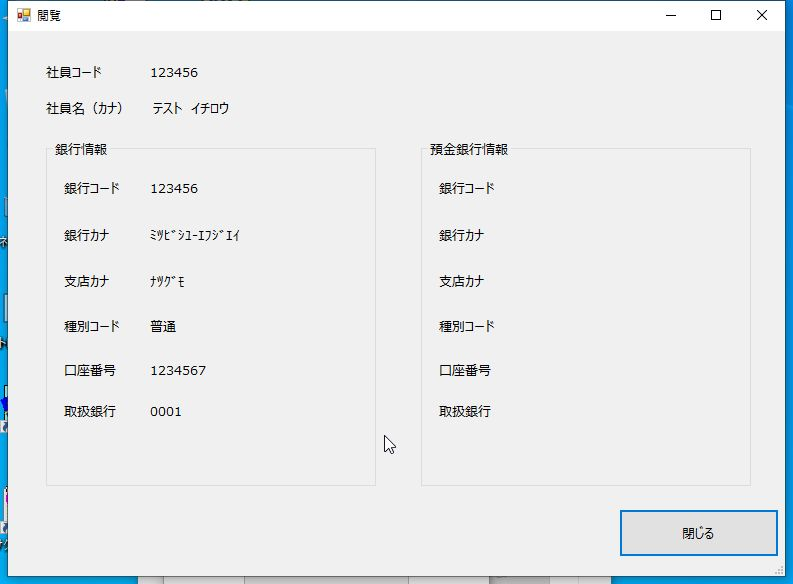 閲覧
社員コード 123456
社員名（カナ） テスト イチロウ
銀行情報
銀行コード 123456
銀行カナ ﾐﾂﾋﾞｼﾕｰｴﾌｼﾞｴｲ
支店カナ ﾅﾂｸﾞﾓ
種別コード 普通
口座番号 1234567
取扱銀行 0001
預金銀行情報
銀行コード
銀行カナ
支店カナ
種別コード
口座番号
取扱銀行
閉じる